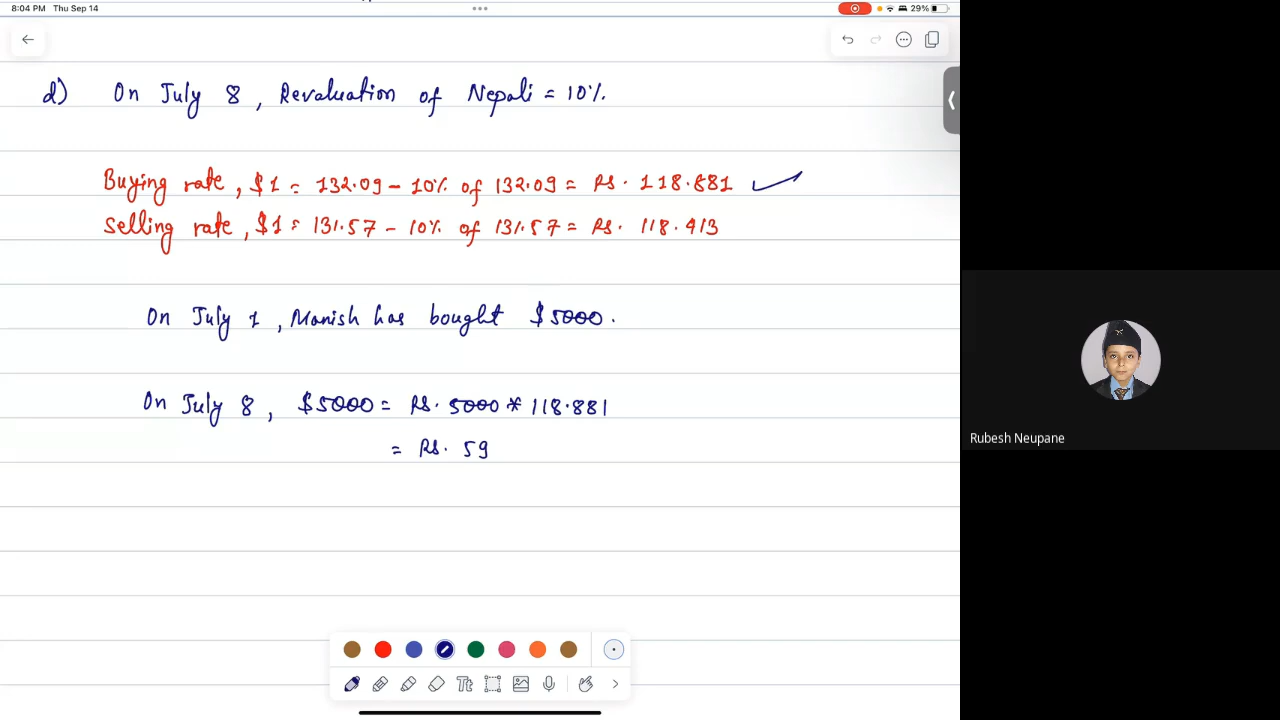 8:04 PM Thu Sep 14
29%
d) On July 8, Revaluation of Nepali = 10%.
Buying rate, $1 = 132.09 - 10% of 132.09 = Rs. 118.881
Selling rate, $1 = 131.57 - 10% of 131.57 = Rs. 118.413
On July 1, Manish has bought $5000.
On July 8, $5000 = Rs. 5000 * 118.881
= Rs. 59
Rubesh Neupane
Tt